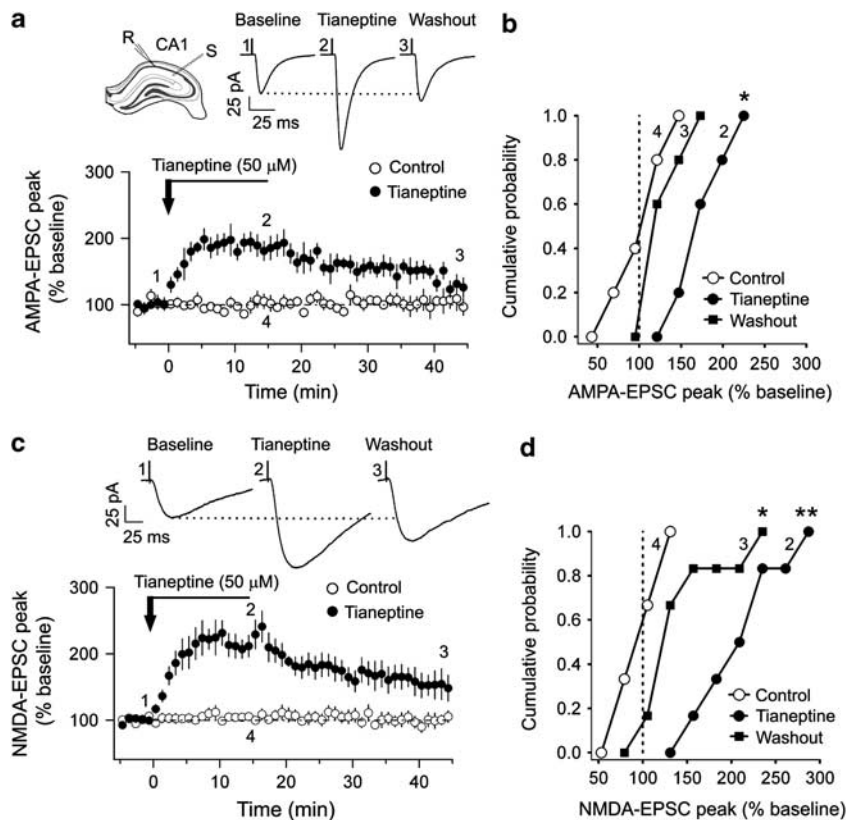 a
R
CA1
S
Baseline Tianeptine Washout
1 2 3
25 pA
25 ms
Tianeptine (50 μM)
Control
Tianeptine
300
200
100
AMPA-EPSC peak
(% baseline)
1
2
3
4
0 10 20 30 40
Time (min)
b
*
1.0
0.8
0.6
0.4
0.2
0.0
Cumulative probability
4 3 2
Control
Tianeptine
Washout
50 100 150 200 250 300
AMPA-EPSC peak (% baseline)
c
Baseline Tianeptine Washout
1 2 3
25 pA
25 ms
Tianeptine (50 μM)
Control
Tianeptine
300
200
100
NMDA-EPSC peak
(% baseline)
1
2
3
4
0 10 20 30 40
Time (min)
d
* **
1.0
0.8
0.6
0.4
0.2
0.0
Cumulative probability
4 3 2
Control
Tianeptine
Washout
50 100 150 200 250 300
NMDA-EPSC peak (% baseline)